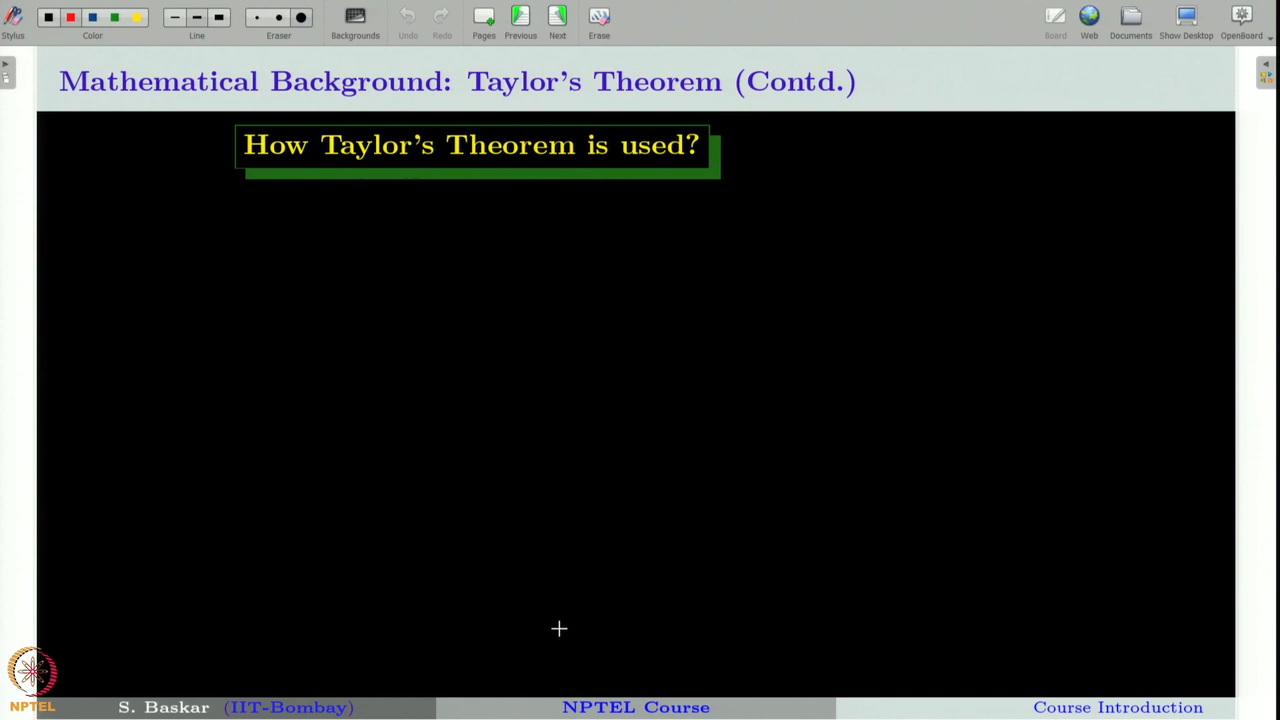 Stylus Color Line Eraser Backgrounds Undo Redo Pages Previous Next Erase Board Web Documents Show Desktop OpenBoard
Mathematical Background: Taylor's Theorem (Contd.)
How Taylor's Theorem is used?
NPTEL
S. Baskar (IIT-Bombay) NPTEL Course Course Introduction